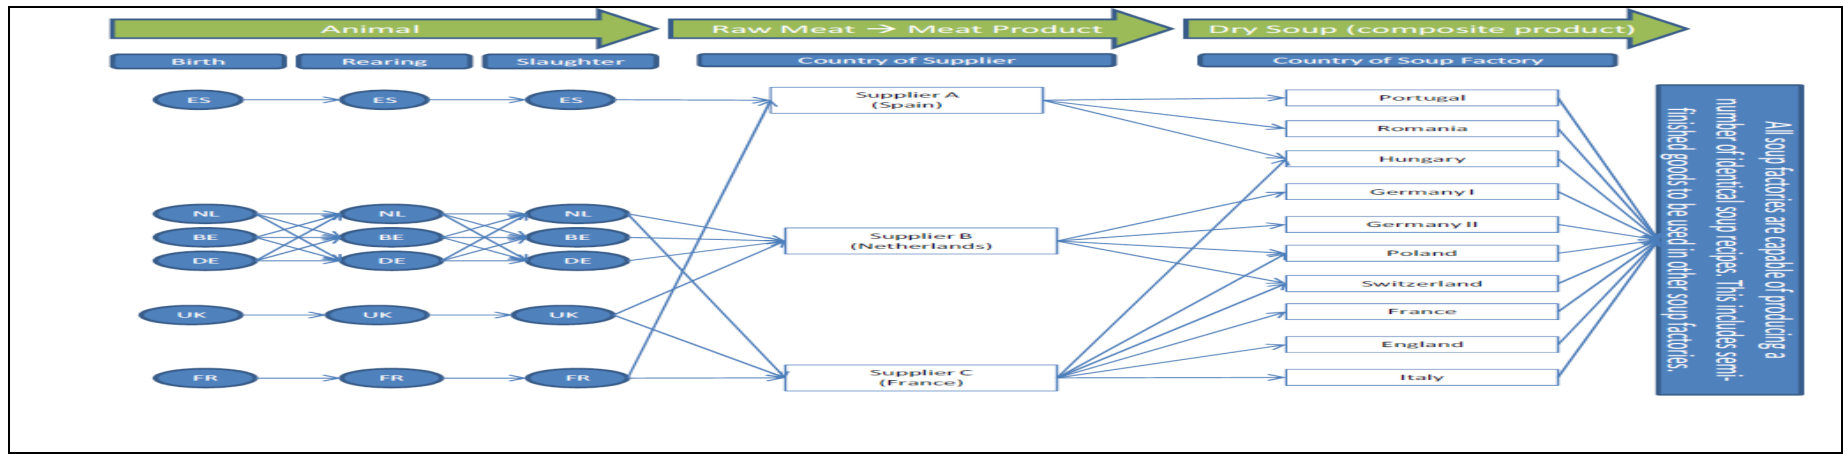 Animal
Raw Meat → Meat Product
Dry Soup (composite product)
Birth
Rearing
Slaughter
Country of Supplier
Country of Soup Factory
ES
ES
ES
Supplier A
(Spain)
Portugal
Romania
Hungary
NL
NL
NL
BE
BE
BE
DE
DE
DE
Supplier B
(Netherlands)
Germany I
Germany II
Poland
Switzerland
UK
UK
UK
France
England
FR
FR
FR
Supplier C
(France)
Italy
All soup factories are capable of producing a
number of identical soup recipes. This includes semi-
finished goods to be used in other soup factories.